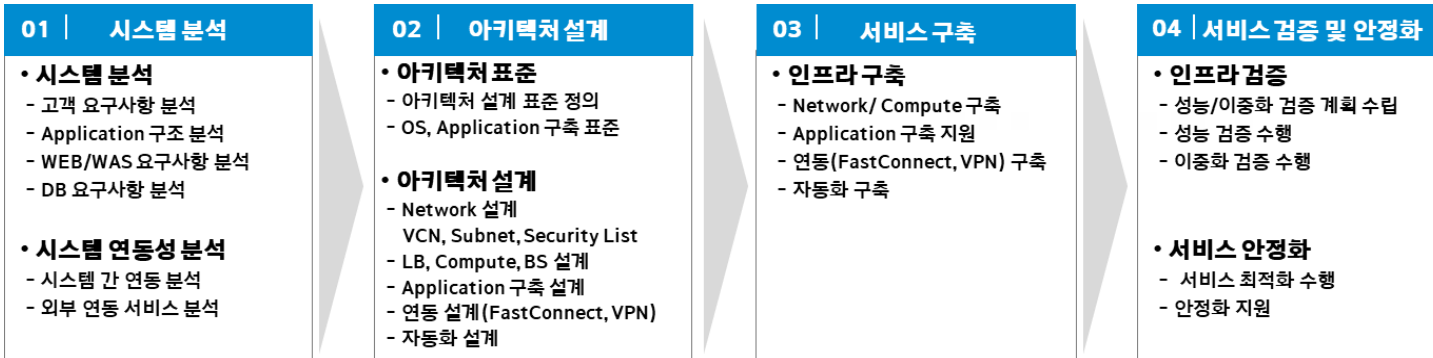 01 | 시스템 분석
• 시스템 분석
- 고객 요구사항 분석
- Application 구조 분석
- WEB/WAS 요구사항 분석
- DB 요구사항 분석
• 시스템 연동성 분석
- 시스템 간 연동 분석
- 외부 연동 서비스 분석
02 | 아키텍처 설계
• 아키텍처 표준
- 아키텍처 설계 표준 정의
- OS, Application 구축 표준
• 아키텍처 설계
- Network 설계
VCN, Subnet, Security List
- LB, Compute, BS 설계
- Application 구축 설계
- 연동 설계(FastConnect, VPN)
- 자동화 설계
03 | 서비스 구축
• 인프라 구축
- Network/ Compute 구축
- Application 구축 지원
- 연동(FastConnect, VPN) 구축
- 자동화 구축
04 | 서비스 검증 및 안정화
• 인프라 검증
- 성능/이중화 검증 계획 수립
- 성능 검증 수행
- 이중화 검증 수행
• 서비스 안정화
- 서비스 최적화 수행
- 안정화 지원